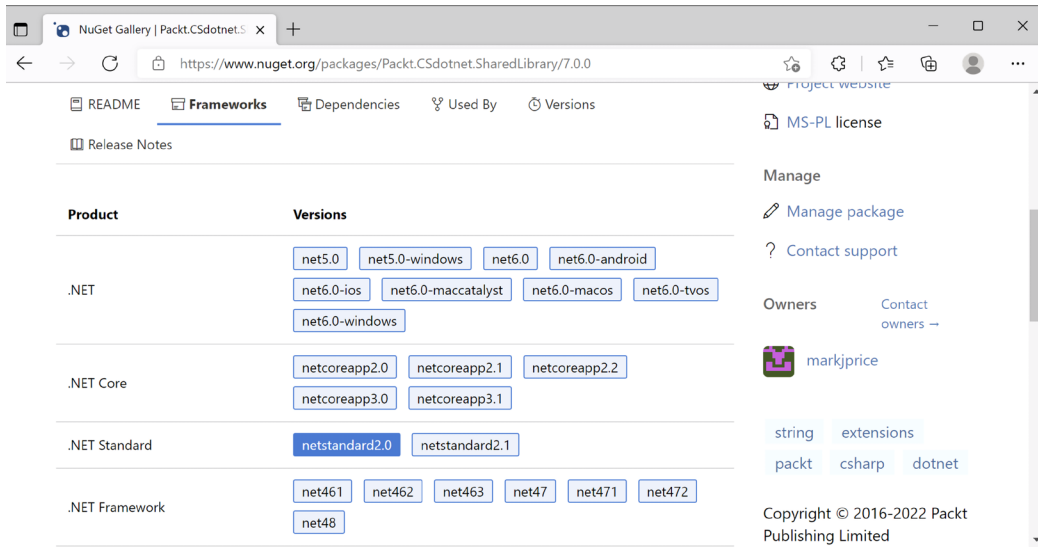 NuGet Gallery | Packt.CSdotnet.S
https://www.nuget.org/packages/Packt.CSdotnet.SharedLibrary/7.0.0
README Frameworks Dependencies Used By Versions
Release Notes
Product Versions
.NET
net5.0 net5.0-windows net6.0 net6.0-android
net6.0-ios net6.0-maccatalyst net6.0-macos net6.0-tvos
net6.0-windows
.NET Core
netcoreapp2.0 netcoreapp2.1 netcoreapp2.2
netcoreapp3.0 netcoreapp3.1
.NET Standard netstandard2.0 netstandard2.1
.NET Framework
net461 net462 net463 net47 net471 net472
net48
Project website
MS-PL license
Manage
Manage package
? Contact support
Owners Contact
owners →
markjprice
string extensions
packt csharp dotnet
Copyright © 2016-2022 Packt
Publishing Limited